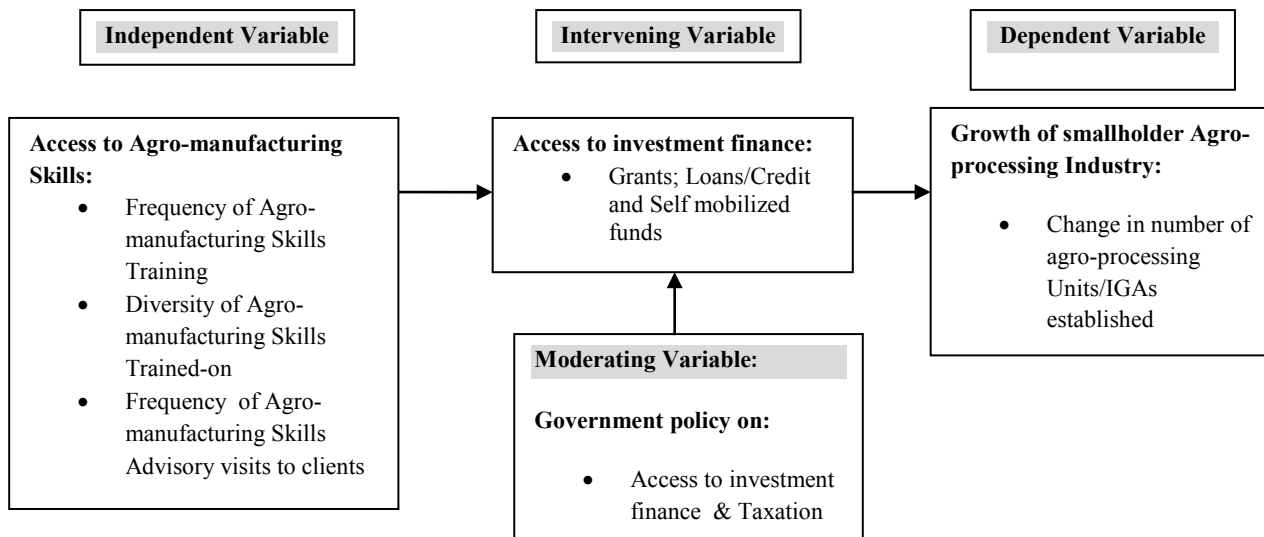 Independent Variable
Intervening Variable
Dependent Variable
Access to Agro-manufacturing
Skills:
• Frequency of Agro-
manufacturing Skills
Training
• Diversity of Agro-
manufacturing Skills
Trained-on
• Frequency of Agro-
manufacturing Skills
Advisory visits to clients
Access to investment finance:
• Grants; Loans/Credit
and Self mobilized
funds
Moderating Variable:
Government policy on:
• Access to investment
finance & Taxation
Growth of smallholder Agro-
processing Industry:
• Change in number of
agro-processing
Units/IGAs
established